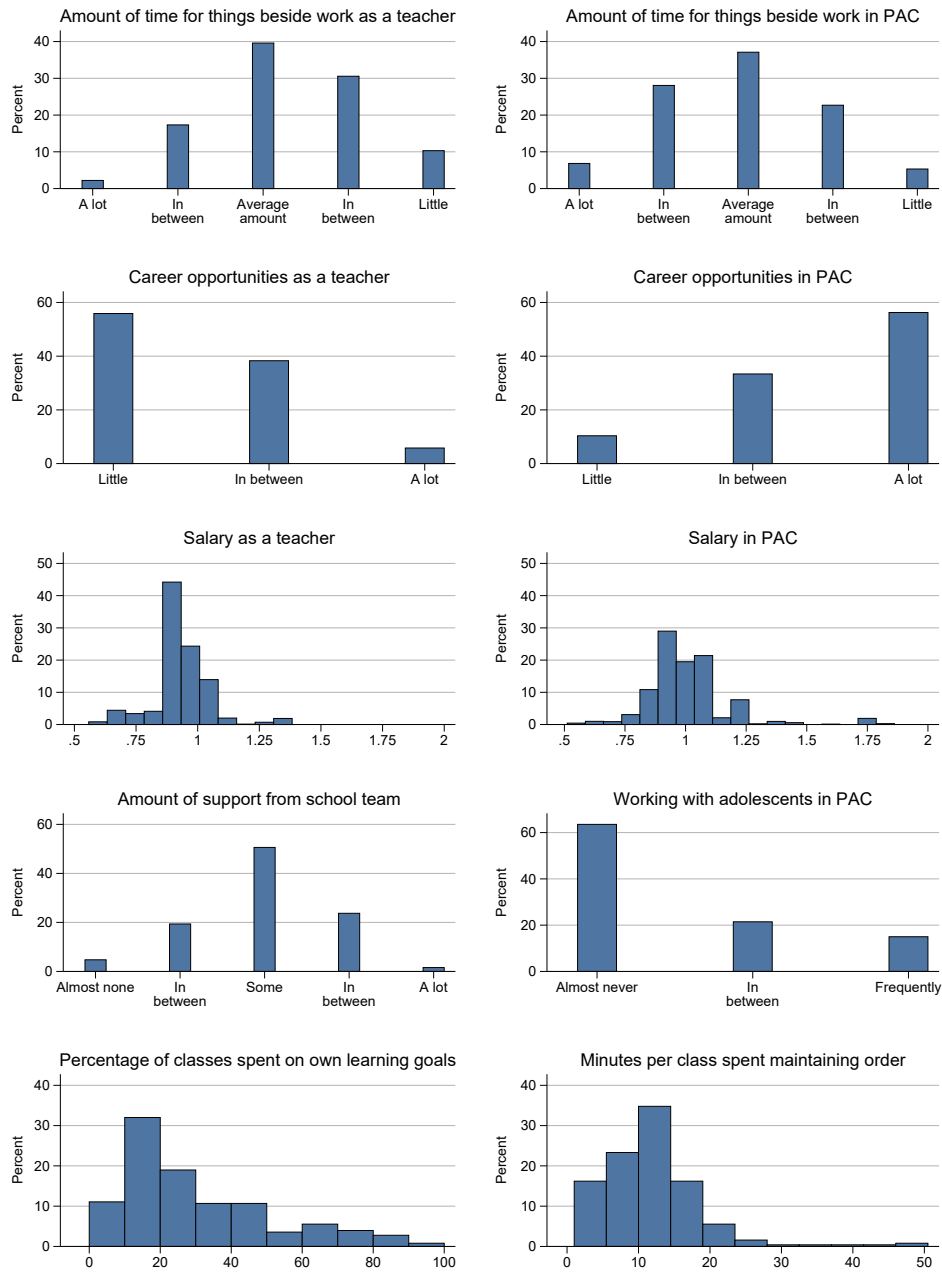 Amount of time for things beside work as a teacher
Percent
40
30
20
10
0
A lot
In
between
Average
amount
In
between
Little
Amount of time for things beside work in PAC
Percent
40
30
20
10
0
A lot
In
between
Average
amount
In
between
Little
Career opportunities as a teacher
Percent
60
40
20
0
Little
In between
A lot
Career opportunities in PAC
Percent
60
40
20
0
Little
In between
A lot
Salary as a teacher
Percent
50
40
30
20
10
0
.5 .75 1 1.25 1.5 1.75 2
Salary in PAC
Percent
50
40
30
20
10
0
.5 .75 1 1.25 1.5 1.75 2
Amount of support from school team
Percent
60
40
20
0
Almost none
In
between
Some
In
between
A lot
Working with adolescents in PAC
Percent
60
40
20
0
Almost never
In
between
Frequently
Percentage of classes spent on own learning goals
Percent
40
30
20
10
0
0 20 40 60 80 100
Minutes per class spent maintaining order
Percent
40
30
20
10
0
0 10 20 30 40 50